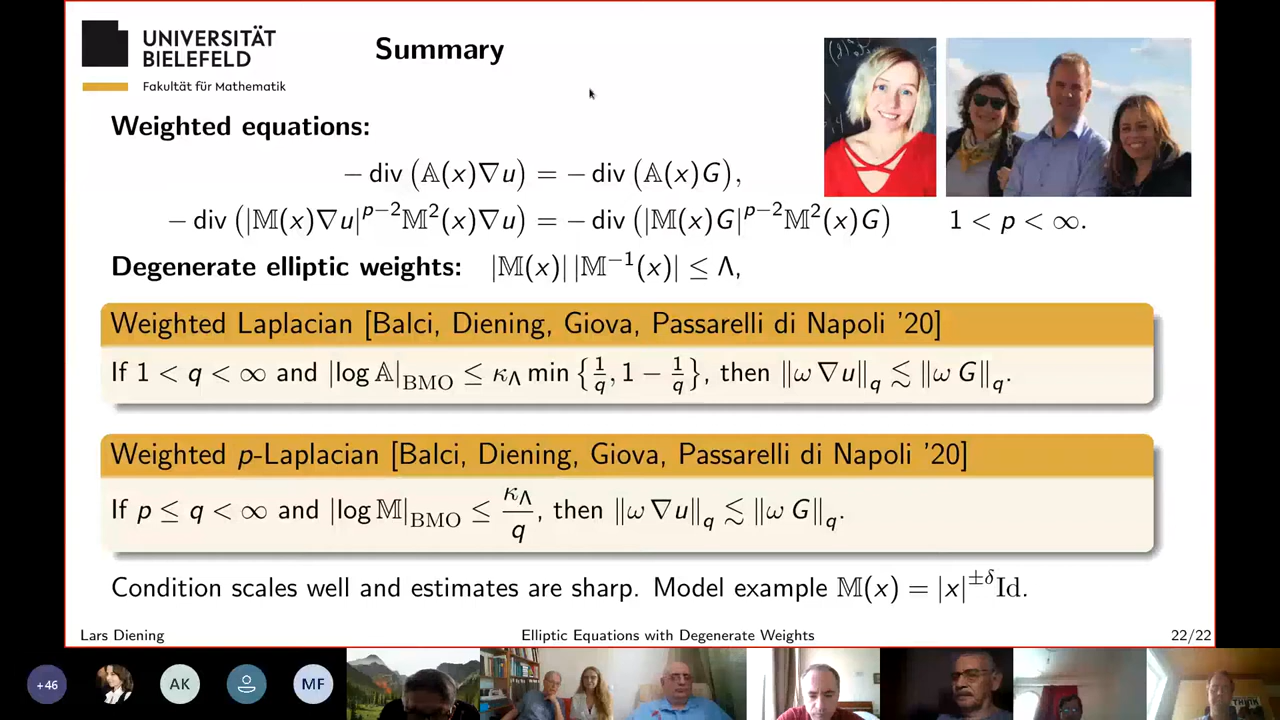 UNIVERSITÄT
BIELEFELD
Fakultät für Mathematik
Summary
Weighted equations:
− div (𝔸(x)∇u) = − div (𝔸(x)G),
− div (|𝕄(x)∇u|^{p−2}𝕄²(x)∇u) = − div (|𝕄(x)G|^{p−2}𝕄²(x)G) 1 < p < ∞.
Degenerate elliptic weights: |𝕄(x)| |𝕄⁻¹(x)| ≤ Λ,
Weighted Laplacian [Balci, Diening, Giova, Passarelli di Napoli '20]
If 1 < q < ∞ and |log 𝔸|_{BMO} ≤ κ_Λ min {1/q, 1 − 1/q}, then ‖ω ∇u‖_q ≲ ‖ω G‖_q.
Weighted p-Laplacian [Balci, Diening, Giova, Passarelli di Napoli '20]
If p ≤ q < ∞ and |log 𝕄|_{BMO} ≤ κ_Λ/q, then ‖ω ∇u‖_q ≲ ‖ω G‖_q.
Condition scales well and estimates are sharp. Model example 𝕄(x) = |x|^{±δ}Id.
Lars Diening Elliptic Equations with Degenerate Weights 22/22
+46 AK MF